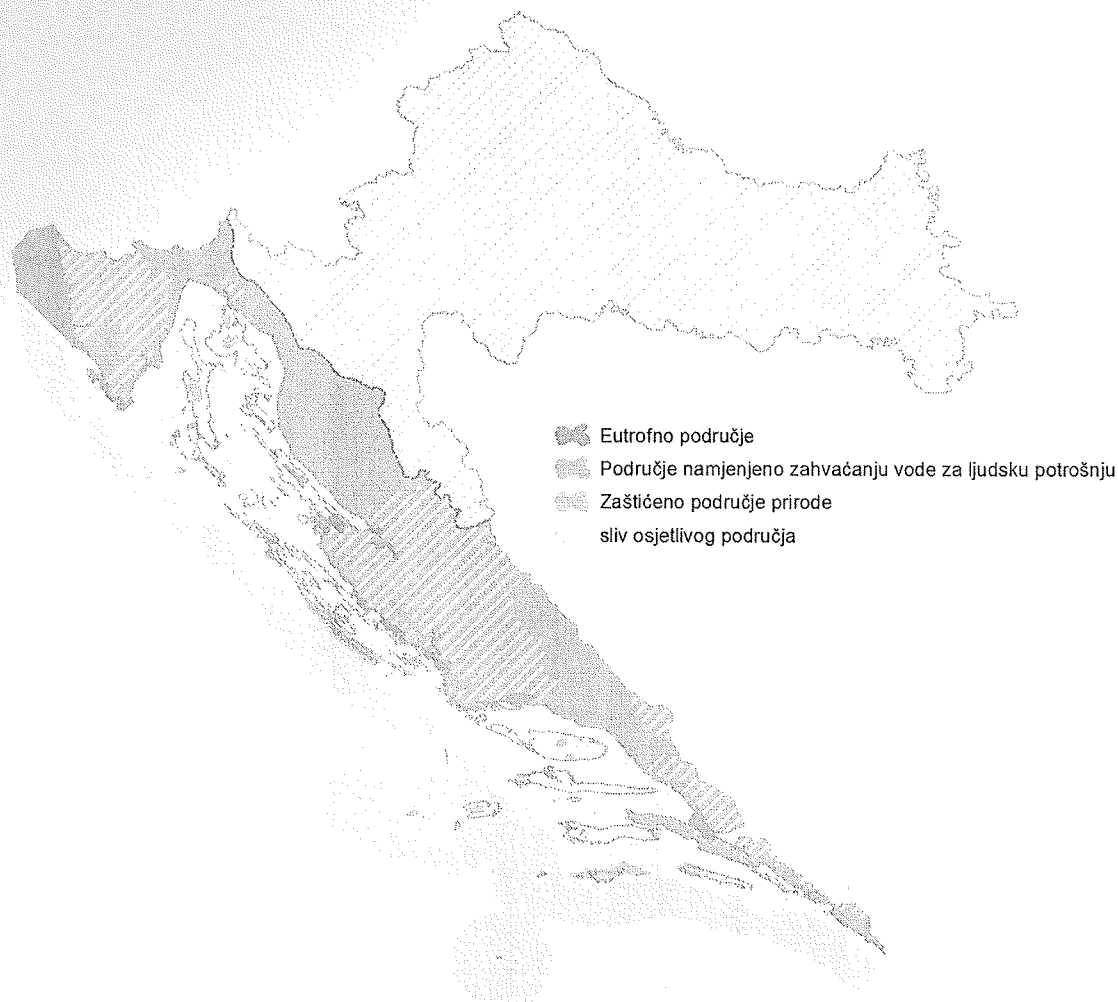 Eutrofno područje
Područje namjenjeno zahvaćanju vode za ljudsku potrošnju
Zaštićeno područje prirode
sliv osjetlivog područja